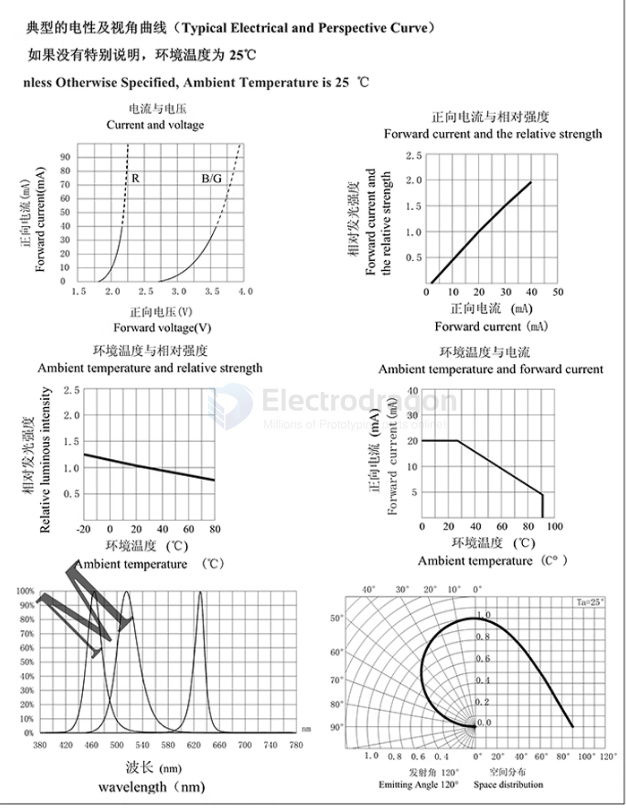 典型的电性及视角曲线（Typical Electrical and Perspective Curve）
如果没有特别说明，环境温度为 25℃
nless Otherwise Specified, Ambient Temperature is 25 ℃
电流与电压
Current and voltage
正向电流(mA)
Forward current(mA)
90
80
70
60
50
40
30
20
10
0
R
B/G
1.5 2.0 2.5 3.0 3.5 4.0
正向电压(V)
Forward voltage(V)
正向电流与相对强度
Forward current and the relative strength
相对发光强度
Forward current and
the relative strength
2.5
2.0
1.5
1.0
0.5
0 10 20 30 40 50
正向电流 (mA)
Forward current (mA)
环境温度与相对强度
Ambient temperature and relative strength
相对发光强度
Relative luminous intensity
2.5
2.0
1.5
1.0
0.5
-20 0 20 40 60 80
环境温度 (℃)
Ambient temperature (℃)
环境温度与电流
Ambient temperature and forward current
正向电流 (mA)
Forward current(mA)
40
30
20
10
5
0 20 40 60 80 100
环境温度 (℃)
Ambient temperature (C°)
Electrodragon
Millions of Prototyping parts online!
100%
90%
80%
70%
60%
50%
40%
30%
20%
10%
0%
380 420 460 500 540 580 620 660 700 740 780
nm
波长 (nm)
wavelength（nm）
40° 30° 20° 10° 0°
Ta=25°
50°
60°
70°
80°
90°
1.0
0.8
0.6
0.4
0.2
0.0
1.0 0.8 0.6 0.4 0° 20° 40° 60° 80° 100° 120°
发射角 120° 空间分布
Emitting Angle 120° Space distribution